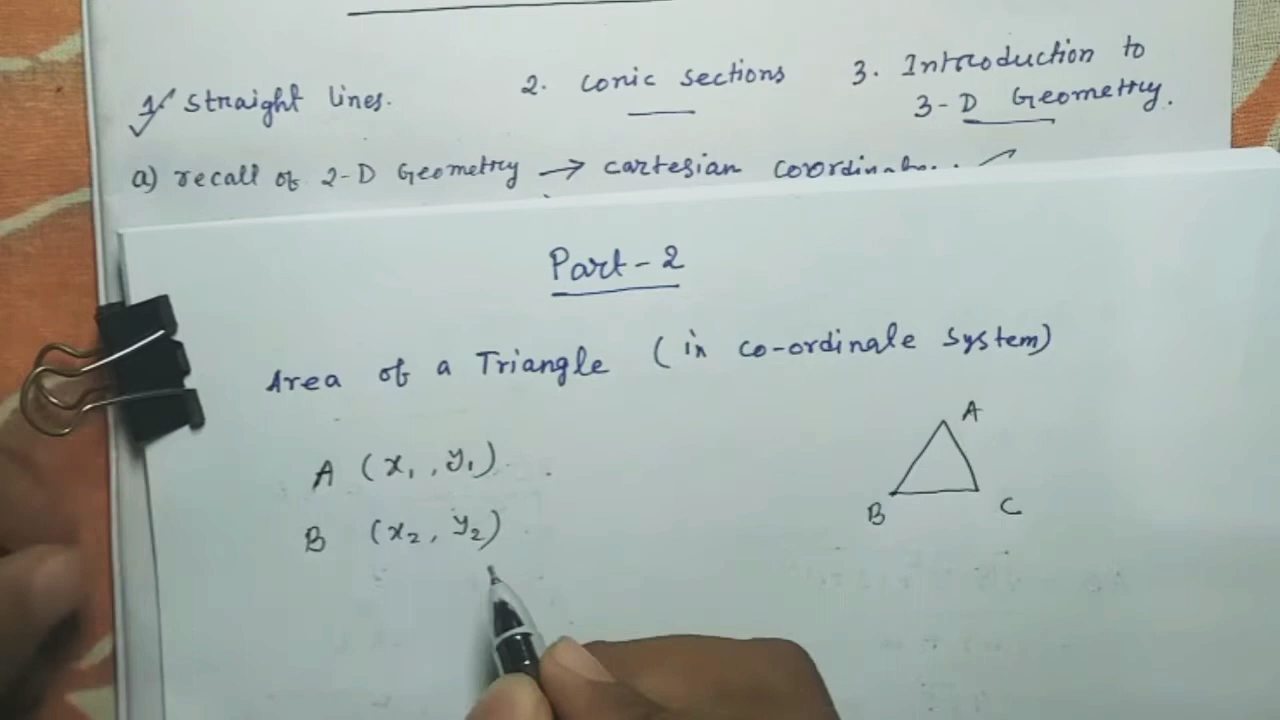 1. Straight lines.
2. Conic sections
3. Introduction to
3-D Geometry.
a) recall of 2-D Geometry → cartesian
Part-2
Area of a Triangle (in co-ordinate system)
A (x₁, y₁).
B (x₂, y₂)
A
B
C